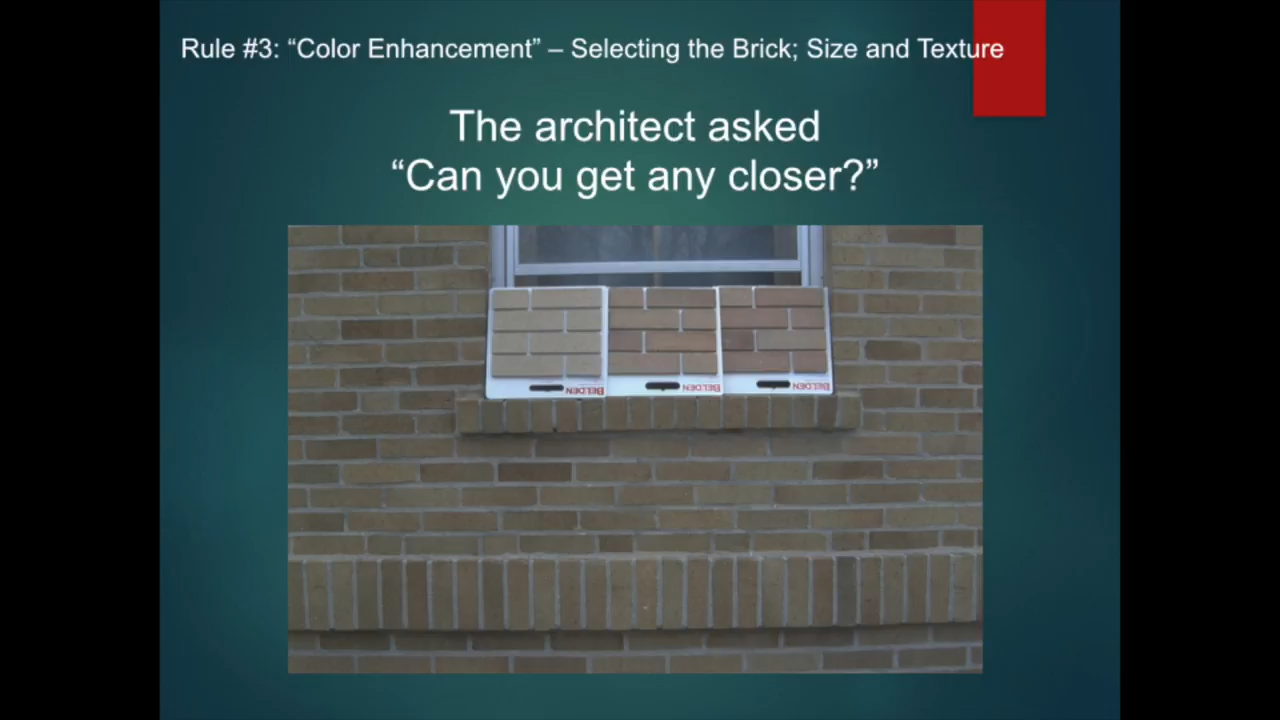 Rule #3: “Color Enhancement” – Selecting the Brick; Size and Texture
The architect asked
“Can you get any closer?”
BELDEN
BELDEN
BELDEN